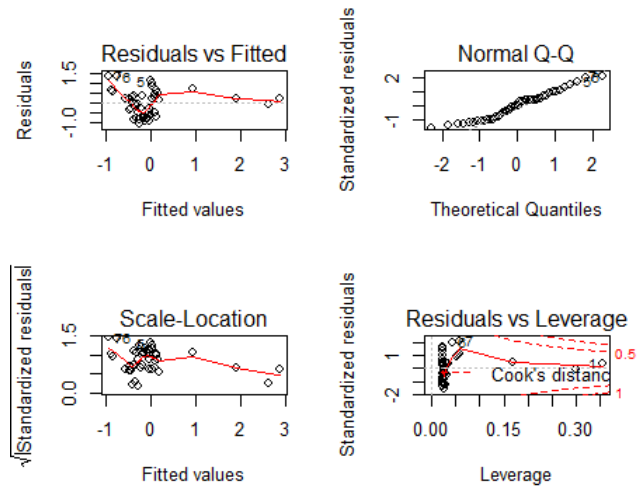 Residuals vs Fitted
Residuals
1.5
-1.0
76
5
-1 0 1 2 3
Fitted values
Normal Q-Q
Standardized residuals
2
-1
-2 -1 0 1 2
Theoretical Quantiles
Scale-Location
√|Standardized residuals|
1.5
0.0
76
-1 0 1 2 3
Fitted values
Residuals vs Leverage
Standardized residuals
1
-2
Cook's distanc
0.5
1
0.00 0.15 0.30
Leverage